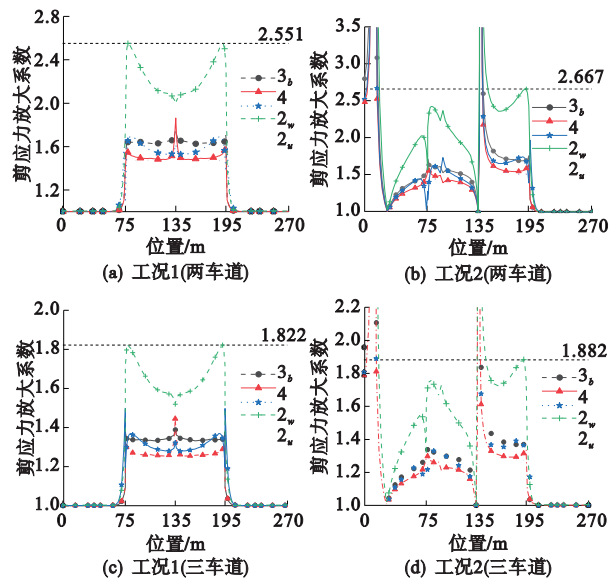 2.551
2.6
2.2
1.8
1.4
1.0
剪应力放大系数
3b
4
2w
2u
0 75 135 195 270
位置/m
(a) 工况1(两车道)
3.5
3.0
2.5
2.0
1.5
1.0
剪应力放大系数
2.667
3b
4
2w
2u
0 75 135 195 270
位置/m
(b) 工况2(两车道)
2.0
1.8
1.6
1.4
1.2
1.0
剪应力放大系数
1.822
3b
4
2w
2u
0 75 135 195 270
位置/m
(c) 工况1(三车道)
2.2
2.0
1.8
1.6
1.4
1.2
1.0
剪应力放大系数
1.882
3b
4
2w
2u
0 75 135 195 270
位置/m
(d) 工况2(三车道)